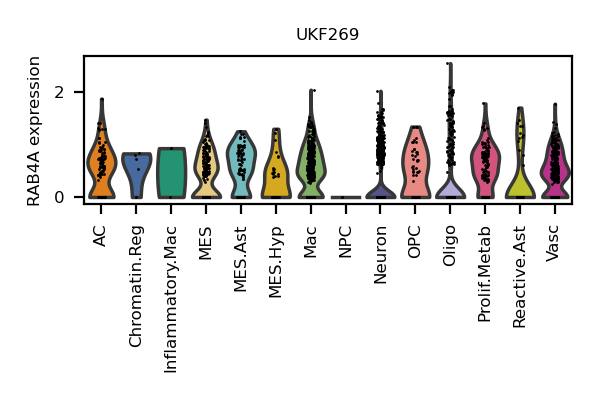 UKF269
RAB4A expression
2
0
AC
Chromatin.Reg
Inflammatory.Mac
MES
MES.Ast
MES.Hyp
Mac
NPC
Neuron
OPC
Oligo
Prolif.Metab
Reactive.Ast
Vasc